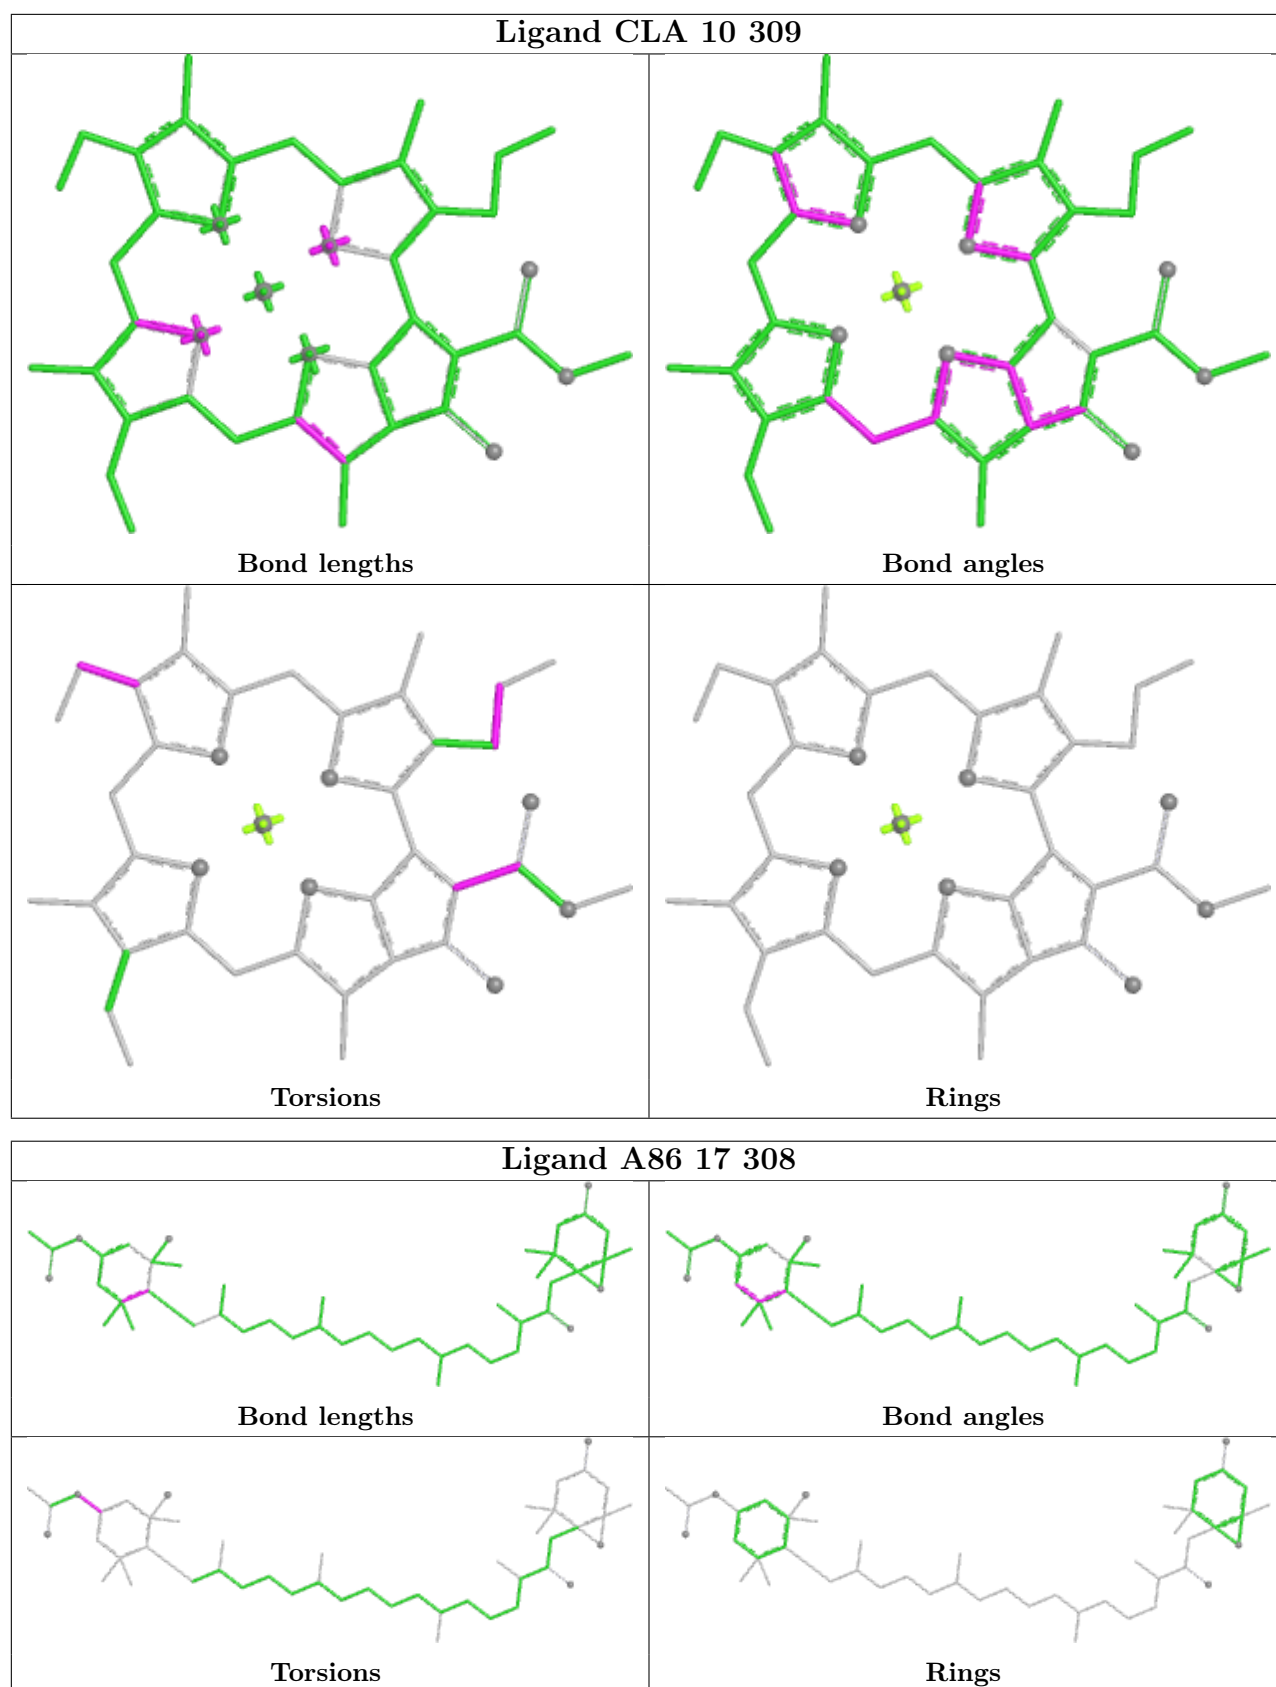 Ligand CLA 10 309
Bond lengths
Bond angles
Torsions
Rings
Ligand A86 17 308
Bond lengths
Bond angles
Torsions
Rings